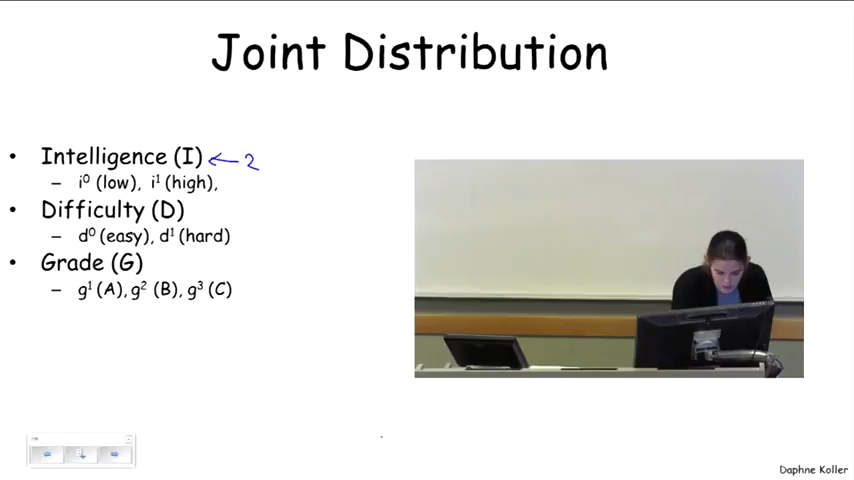 Joint Distribution
• Intelligence (I) ← 2
– i⁰ (low), i¹ (high),
• Difficulty (D)
– d⁰ (easy), d¹ (hard)
• Grade (G)
– g¹ (A), g² (B), g³ (C)
Daphne Koller